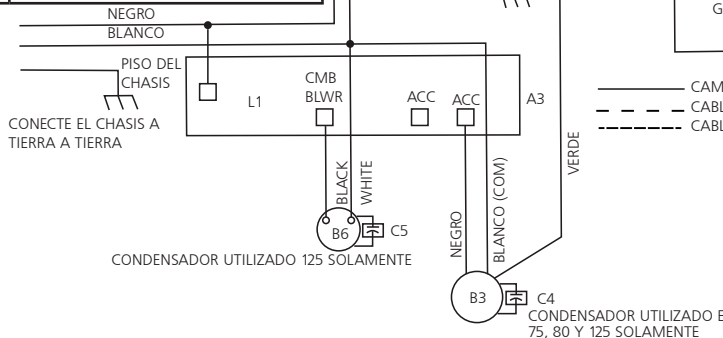 NEGRO
G
BLANCO
PISO DEL
CHASIS
CMB
BLWR
L1
ACC
ACC
A3
CAM
CABL
CABL
CONECTE EL CHASIS A
TIERRA A TIERRA
BLACK
WHITE
VERDE
NEGRO
BLANCO (COM)
B6
C5
CONDENSADOR UTILIZADO 125 SOLAMENTE
B3
C4
CONDENSADOR UTILIZADO E
75, 80 Y 125 SOLAMENTE